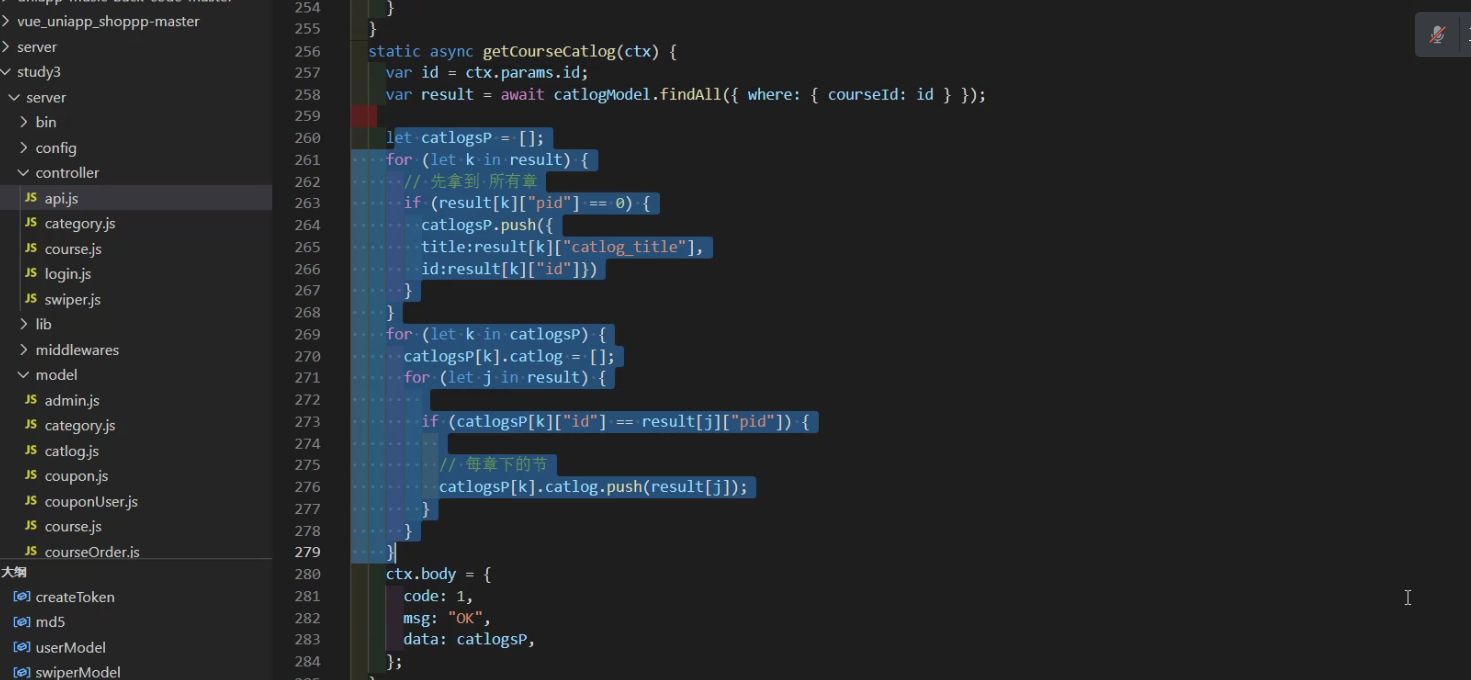 vue_uniapp_shoppp-master
server
study3
server
bin
config
controller
JS api.js
JS category.js
JS course.js
JS login.js
JS swiper.js
lib
middlewares
model
JS admin.js
JS category.js
JS catlog.js
JS coupon.js
JS couponUser.js
JS course.js
JS courseOrder.js
大纲
createToken
md5
userModel
swiperModel
254 }
255 }
256 static async getCourseCatlog(ctx) {
257 var id = ctx.params.id;
258 var result = await catlogModel.findAll({ where: { courseId: id } });
259
260 let catlogsP = [];
261 for (let k in result) {
262 // 先拿到 所有章
263 if (result[k]["pid"] == 0) {
264 catlogsP.push({
265 title:result[k]["catlog_title"],
266 id:result[k]["id"]})
267 }
268 }
269 for (let k in catlogsP) {
270 catlogsP[k].catlog = [];
271 for (let j in result) {
272
273 if (catlogsP[k]["id"] == result[j]["pid"]) {
274
275 // 每章下的节
276 catlogsP[k].catlog.push(result[j]);
277 }
278 }
279 }
280 ctx.body = {
281 code: 1,
282 msg: "OK",
283 data: catlogsP,
284 };